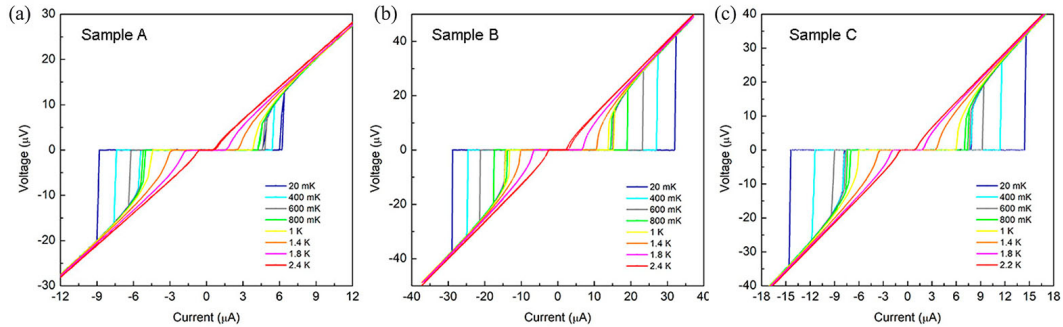 (a)
Sample A
Voltage (μV)
30
20
10
0
-10
-20
-30
20 mK
400 mK
600 mK
800 mK
1 K
1.4 K
1.8 K
2.4 K
-12 -9 -6 -3 0 3 6 9 12
Current (μA)
(b)
Sample B
Voltage (μV)
40
20
0
-20
-40
20 mK
400 mK
600 mK
800 mK
1 K
1.4 K
1.8 K
2.4 K
-40 -30 -20 -10 0 10 20 30 40
Current (μA)
(c)
Sample C
Voltage (μV)
40
30
20
10
0
-10
-20
-30
-40
20 mK
400 mK
600 mK
800 mK
1 K
1.4 K
1.8 K
2.2 K
-18 -15 -12 -9 -6 -3 0 3 6 9 12 15 18
Current (μA)